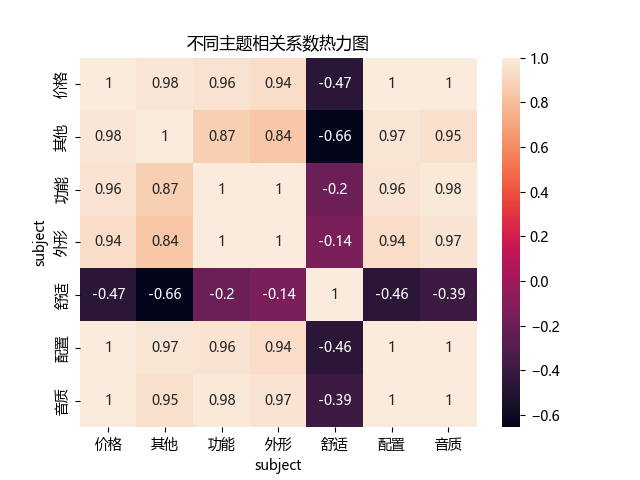 不同主题相关系数热力图
subject
价格 1 0.98 0.96 0.94 -0.47 1 1
其他 0.98 1 0.87 0.84 -0.66 0.97 0.95
功能 0.96 0.87 1 1 -0.2 0.96 0.98
外形 0.94 0.84 1 1 -0.14 0.94 0.97
舒适 -0.47 -0.66 -0.2 -0.14 1 -0.46 -0.39
配置 1 0.97 0.96 0.94 -0.46 1 1
音质 1 0.95 0.98 0.97 -0.39 1 1
价格 其他 功能 外形 舒适 配置 音质
subject
1.0
0.8
0.6
0.4
0.2
0.0
−0.2
−0.4
−0.6